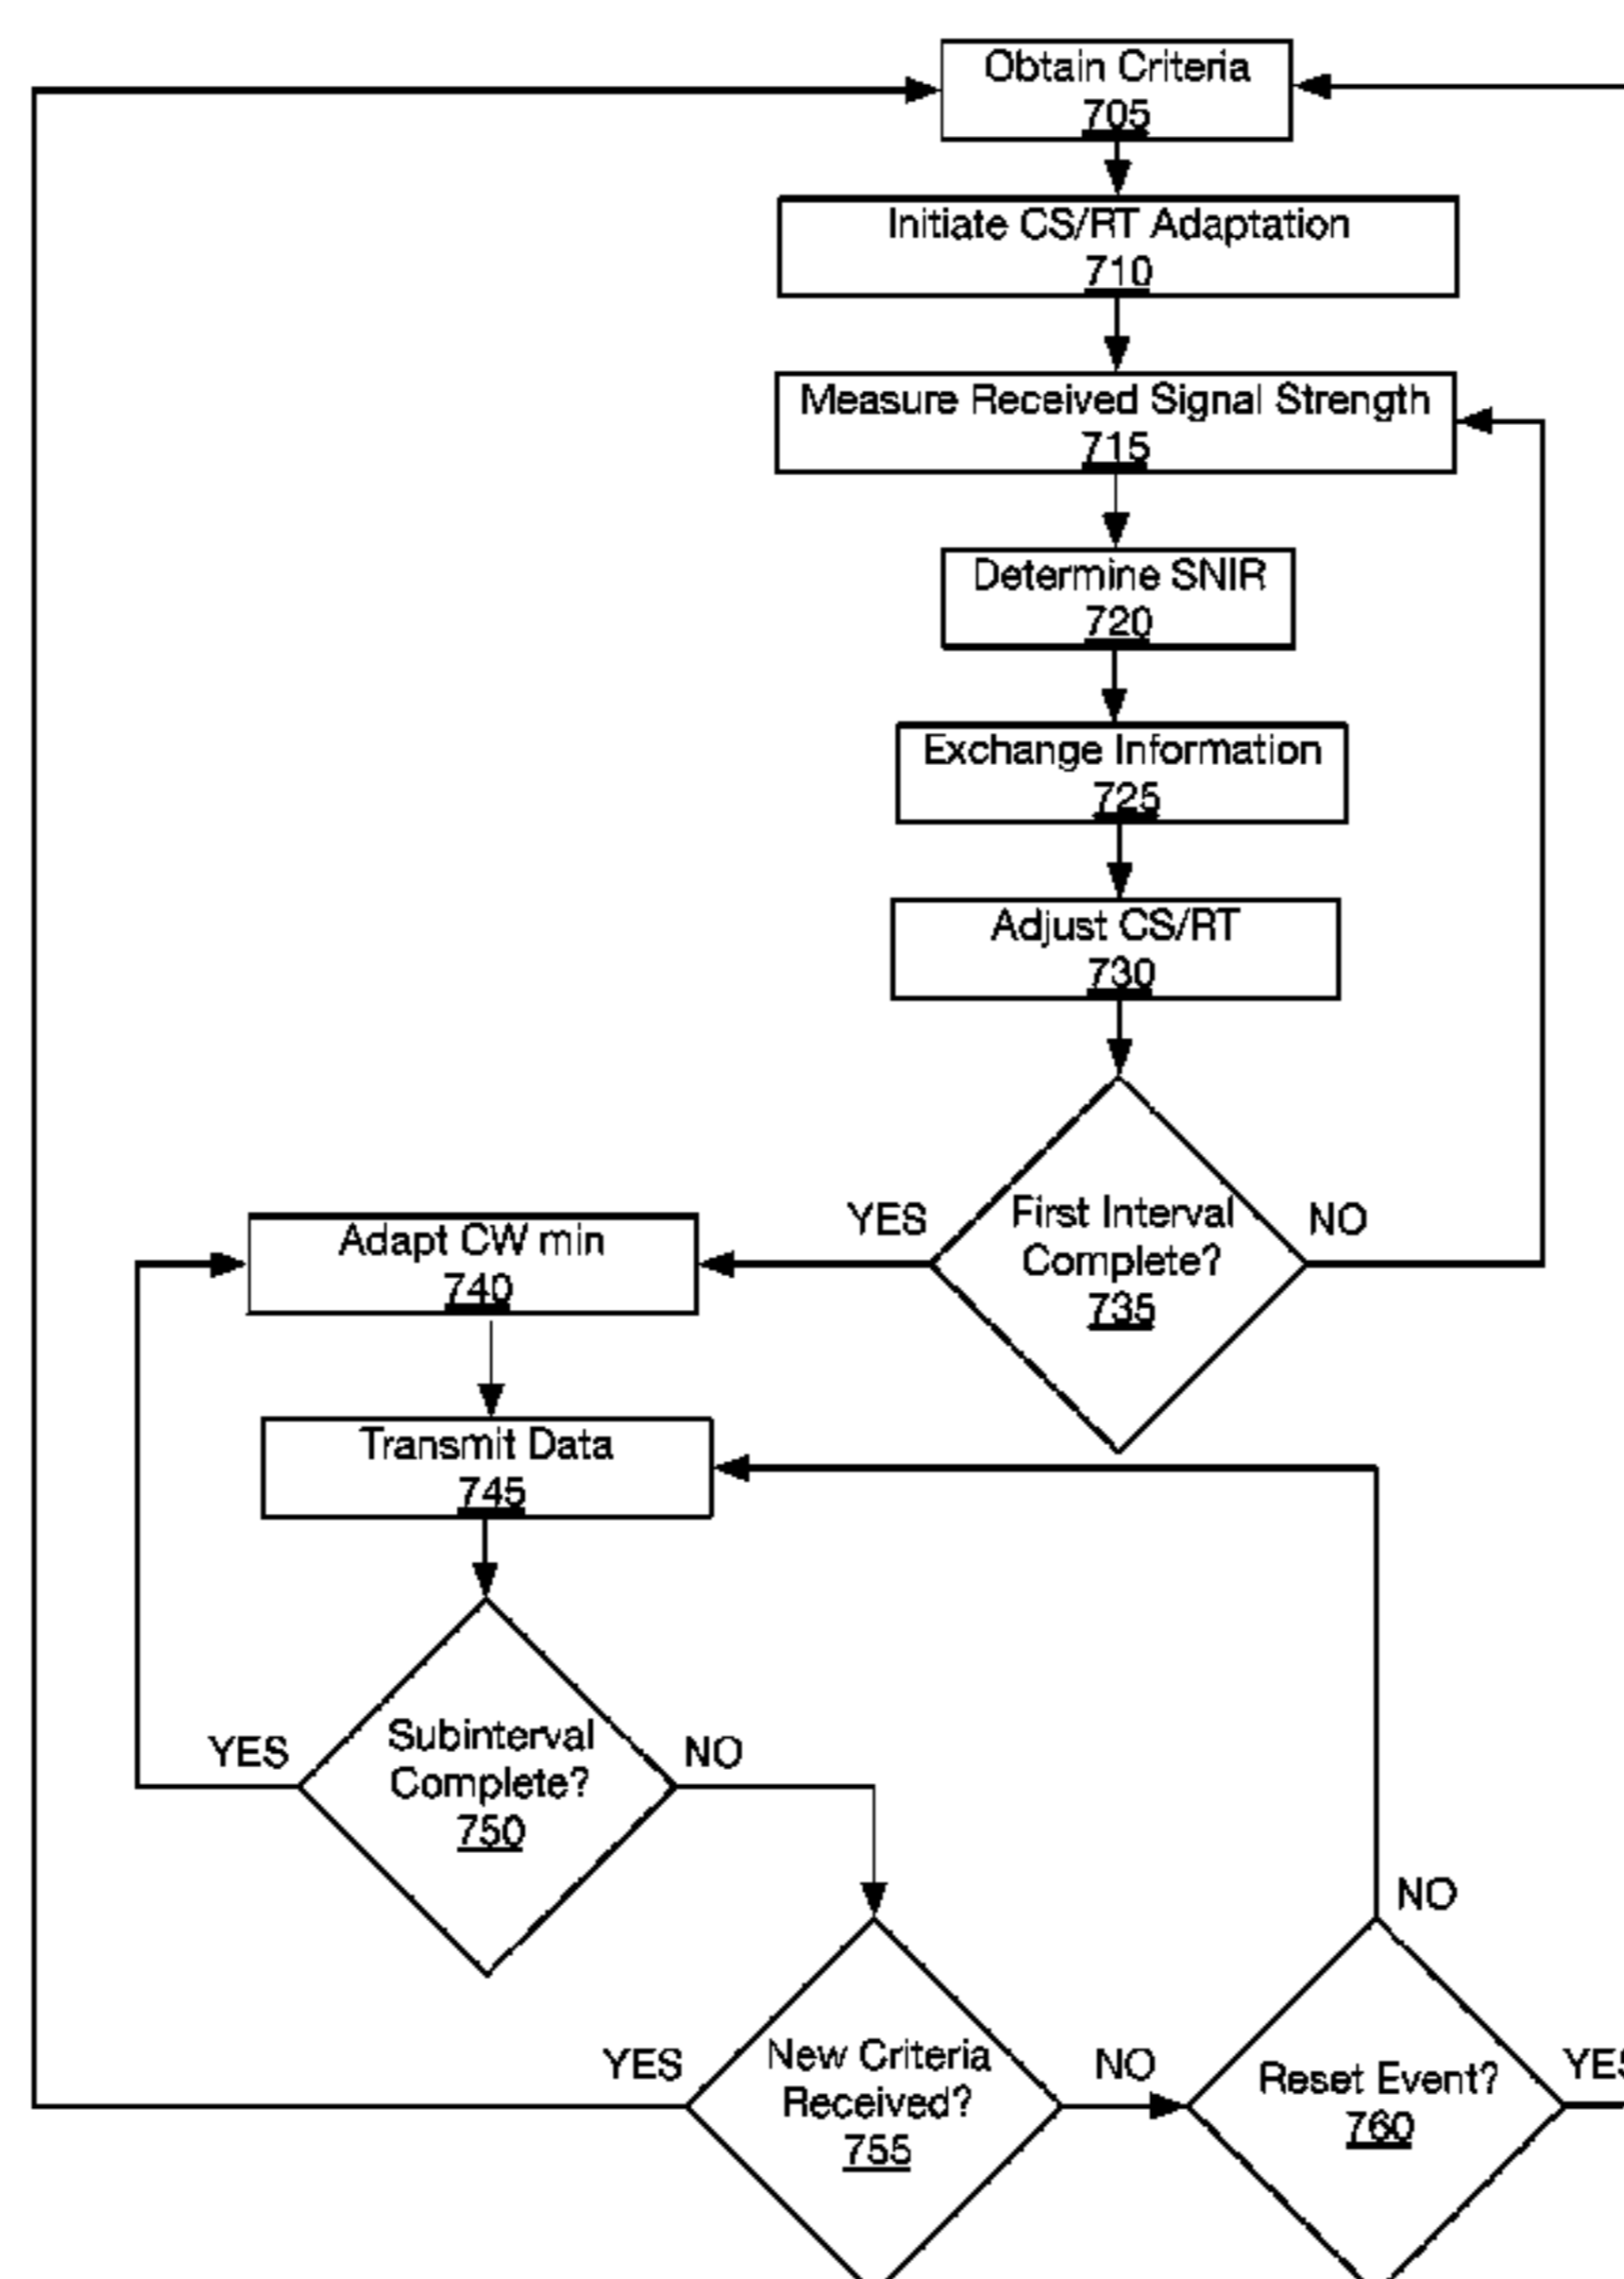 Obtain Criteria
705
Initiate CS/RT Adaptation
710
Measure Received Signal Strength
715
Determine SNIR
720
Exchange Information
725
Adjust CS/RT
730
First Interval
Complete?
735
YES
NO
Adapt CW min
740
Transmit Data
745
Subinterval
Complete?
750
YES
NO
New Criteria
Received?
755
YES
NO
Reset Event?
760
NO
YES